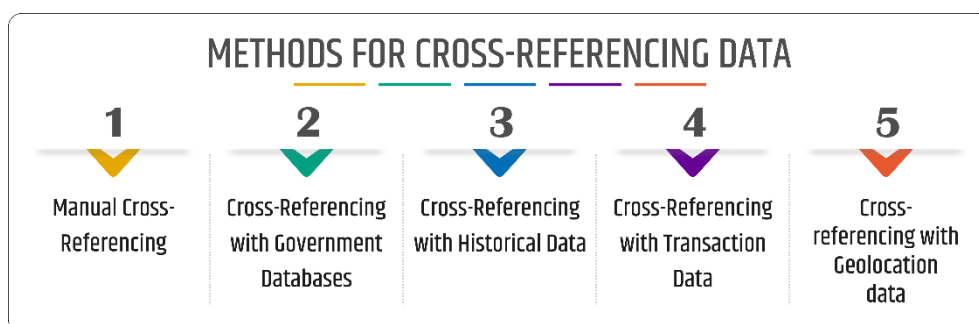 METHODS FOR CROSS-REFERENCING DATA
1
Manual Cross-
Referencing
2
Cross-Referencing
with Government
Databases
3
Cross-Referencing
with Historical Data
4
Cross-Referencing
with Transaction
Data
5
Cross-
referencing with
Geolocation
data